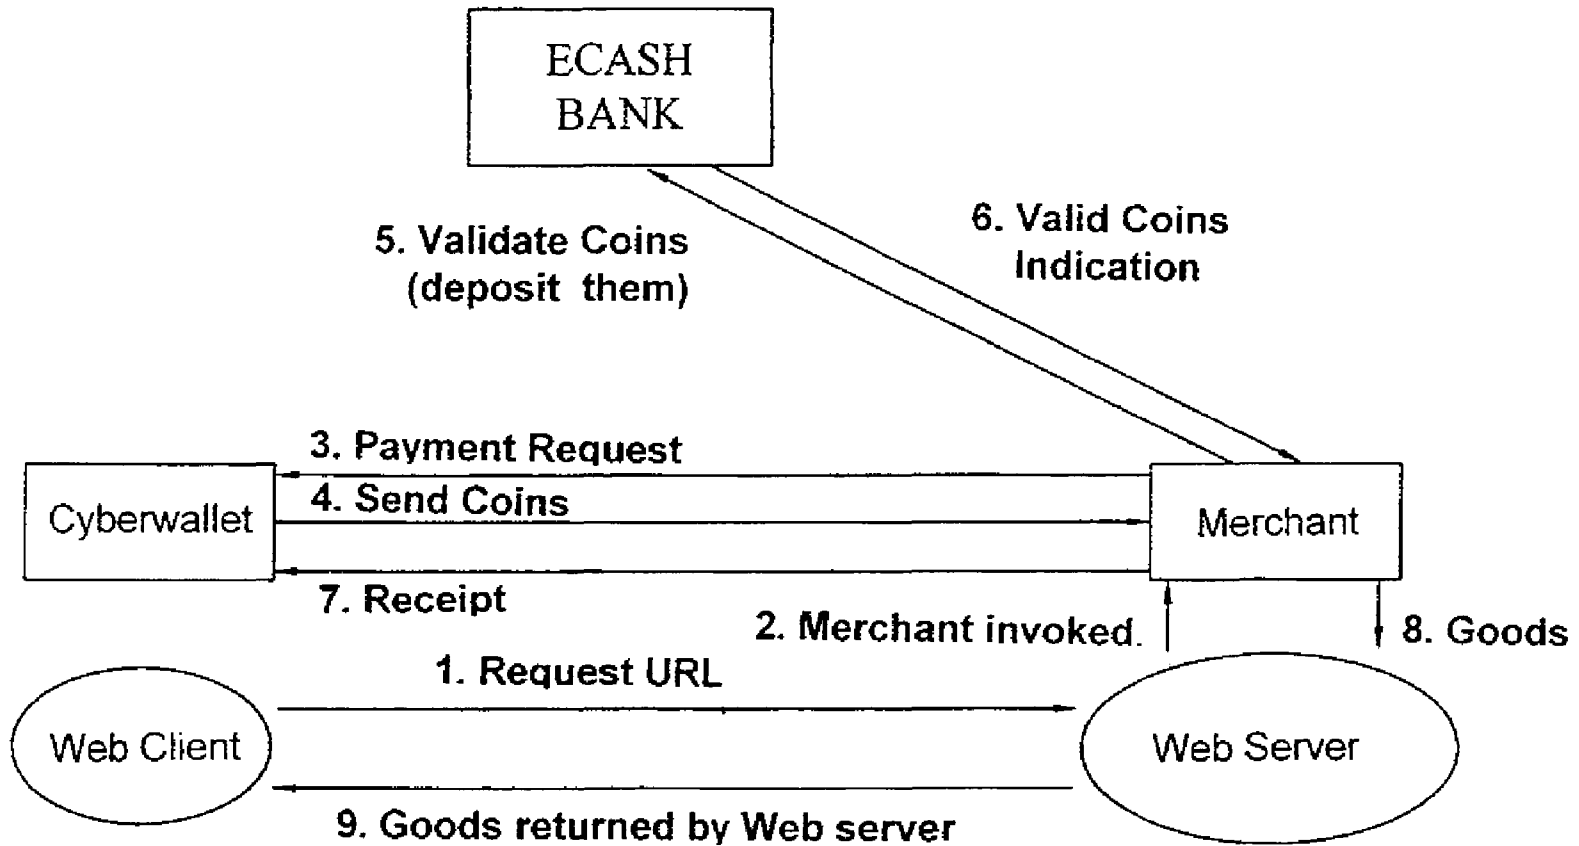 ECASH
BANK
5. Validate Coins
(deposit them)
6. Valid Coins
Indication
3. Payment Request
Cyberwallet
4. Send Coins
Merchant
7. Receipt
2. Merchant invoked.
8. Goods
1. Request URL
Web Client
Web Server
9. Goods returned by Web server